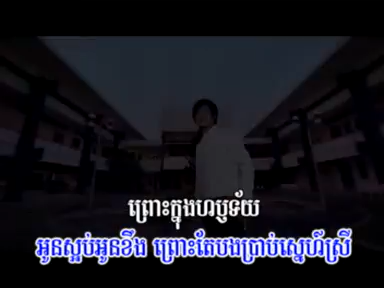 ព្រោះក្នុងហឫទ័យ
អូនស្អប់អូនខឹង ព្រោះតែបងប្រាប់ស្នេហ៍ស្រី